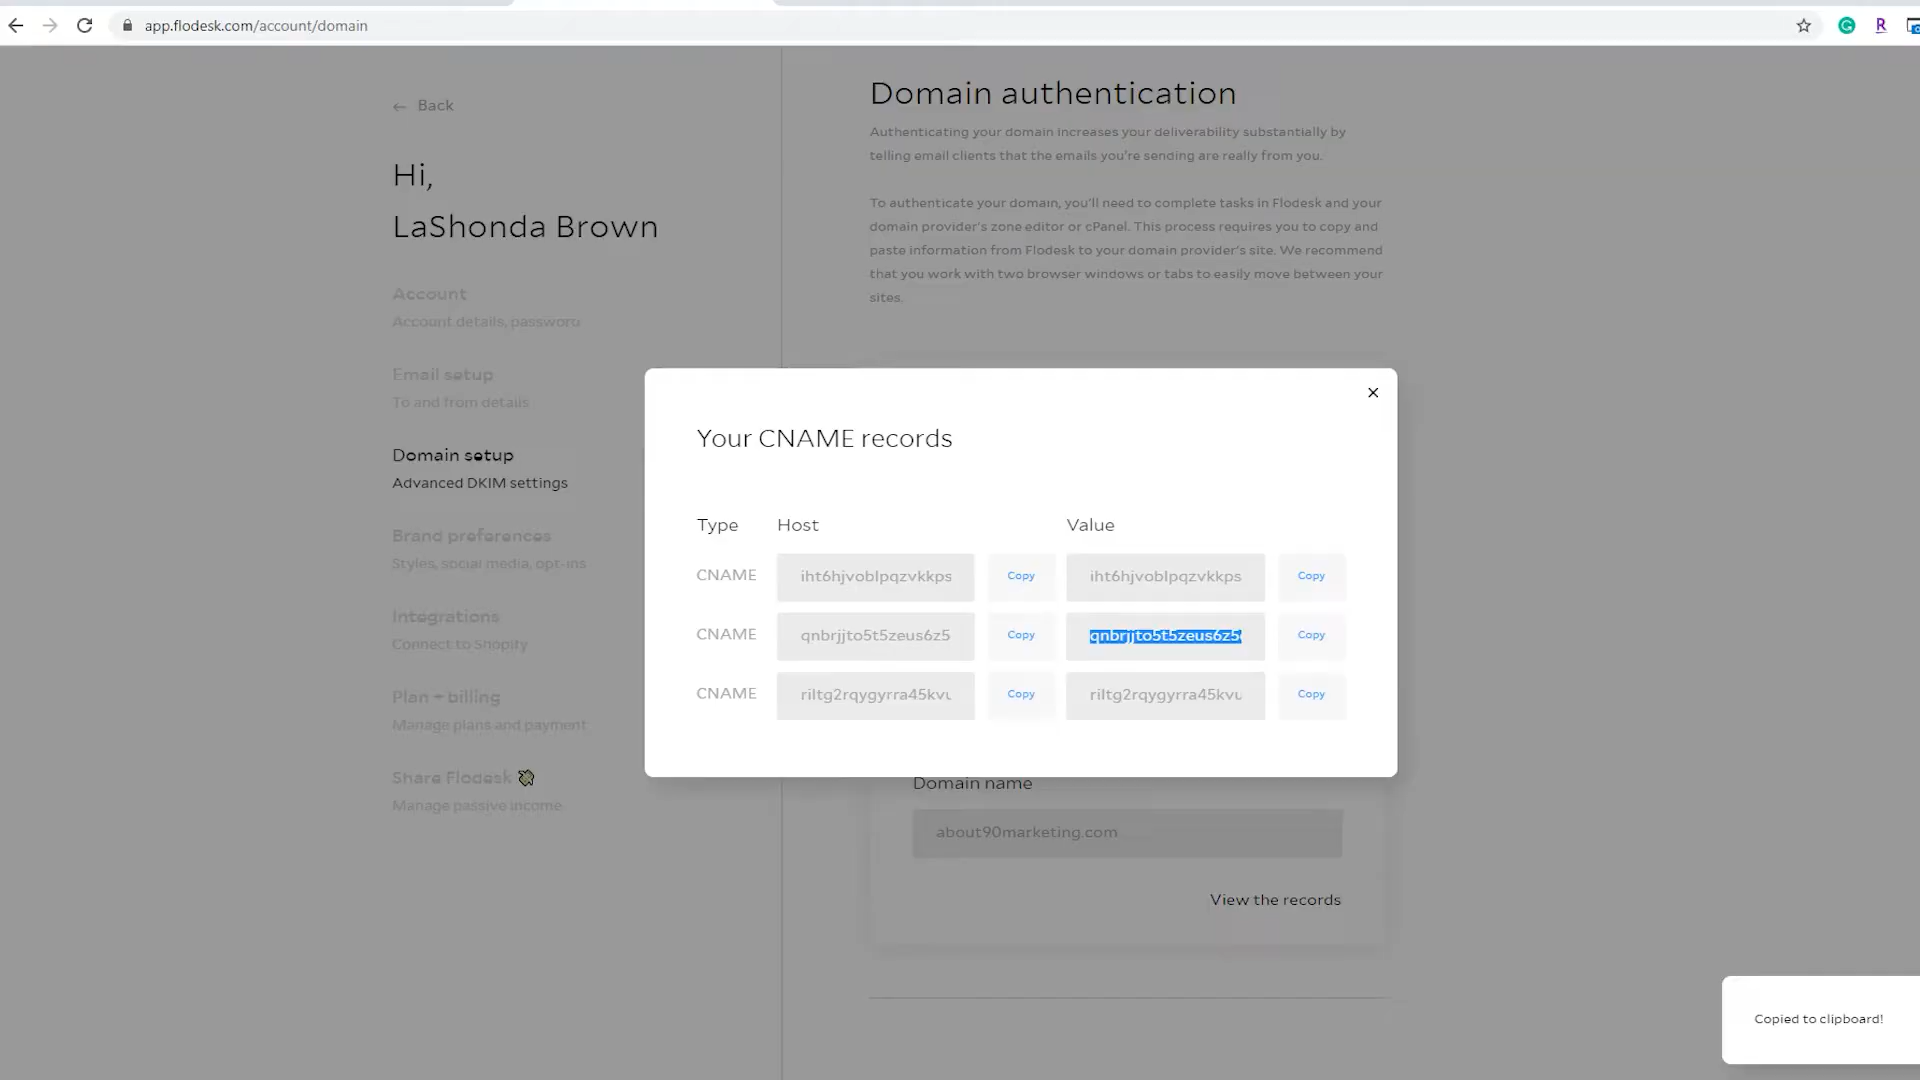 app.flodesk.com/account/domain
Back
Hi,
LaShonda Brown
Account
Account details, password
Email setup
To and from details
Domain setup
Advanced DKIM settings
Brand preferences
Styles, social media, opt-ins
Integrations
Connect to Shopify
Plan + billing
Manage plans and payment
Share Flodesk
Manage passive income
Domain authentication
Authenticating your domain increases your deliverability substantially by
telling email clients that the emails you're sending are really from you.
To authenticate your domain, you'll need to complete tasks in Flodesk and your
domain provider's zone editor or cPanel. This process requires you to copy and
paste information from Flodesk to your domain provider's site. We recommend
that you work with two browser windows or tabs to easily move between your
sites.
Your CNAME records
Type Host Value
CNAME iht6hjvoblpqzvkkps Copy iht6hjvoblpqzvkkps Copy
CNAME qnbrjjto5t5zeus6z5 Copy qnbrjjto5t5zeus6z5 Copy
CNAME riltg2rqygyrra45kvu Copy riltg2rqygyrra45kvu Copy
Domain name
about90marketing.com
View the records
Copied to clipboard!